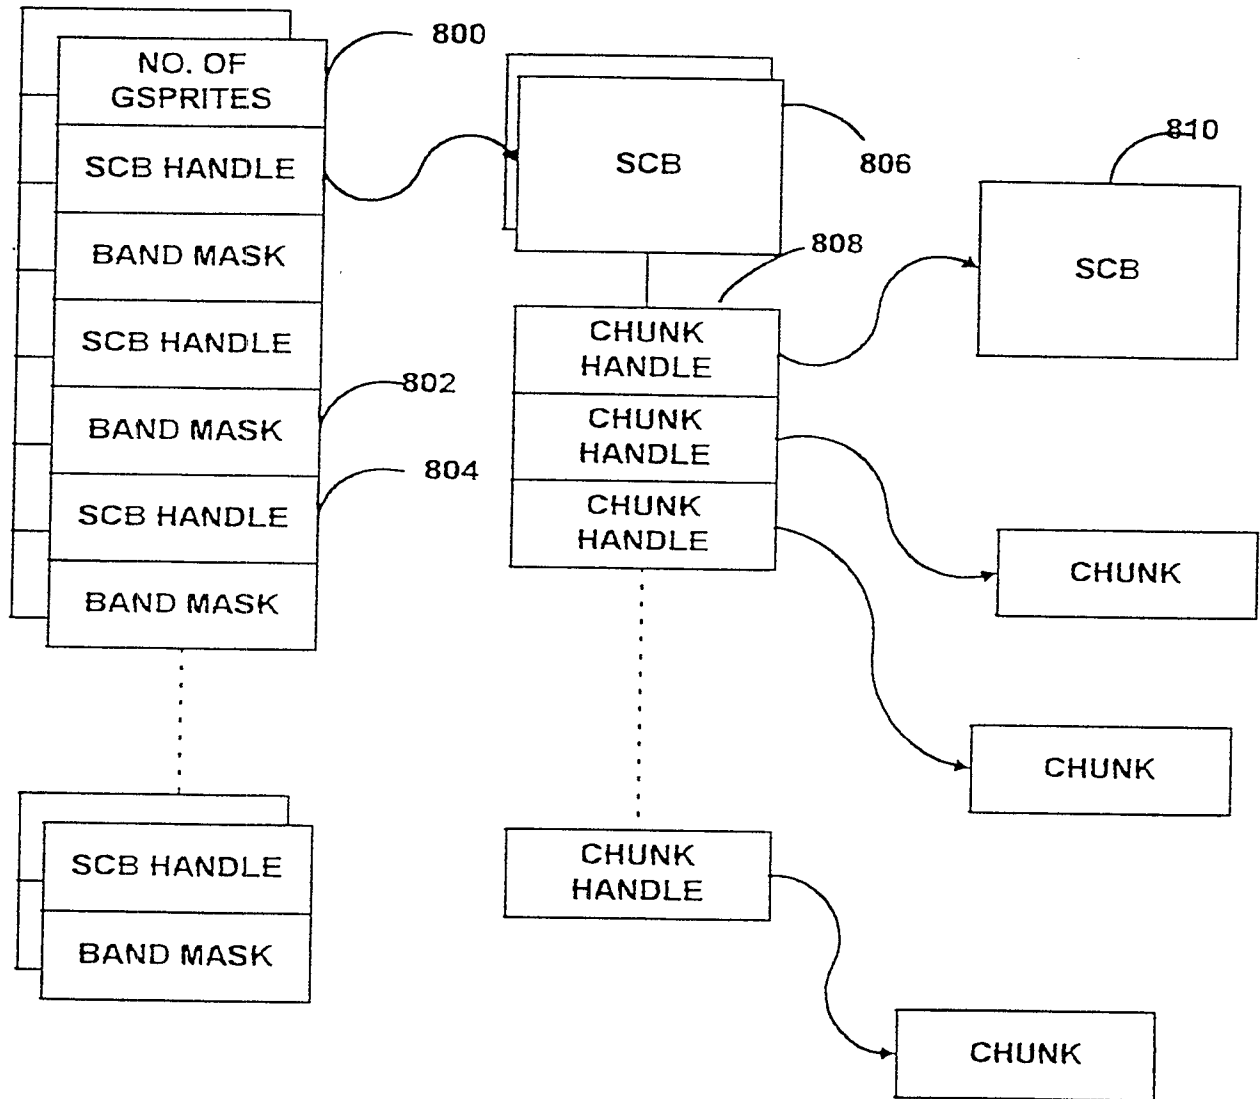 NO. OF
GSPRITES
SCB HANDLE
BAND MASK
SCB HANDLE
BAND MASK
SCB HANDLE
BAND MASK
SCB HANDLE
BAND MASK
800
802
804
SCB
806
808
CHUNK
HANDLE
CHUNK
HANDLE
CHUNK
HANDLE
CHUNK
HANDLE
810
SCB
CHUNK
CHUNK
CHUNK